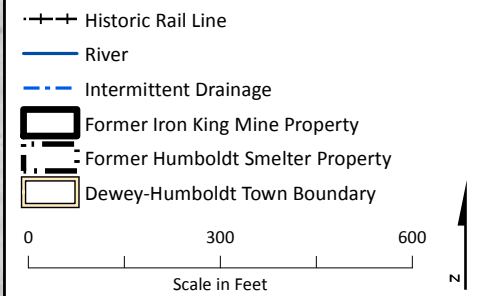 Historic Rail Line
River
Intermittent Drainage
Former Iron King Mine Property
Former Humboldt Smelter Property
Dewey-Humboldt Town Boundary
0 300 600
Scale in Feet
N